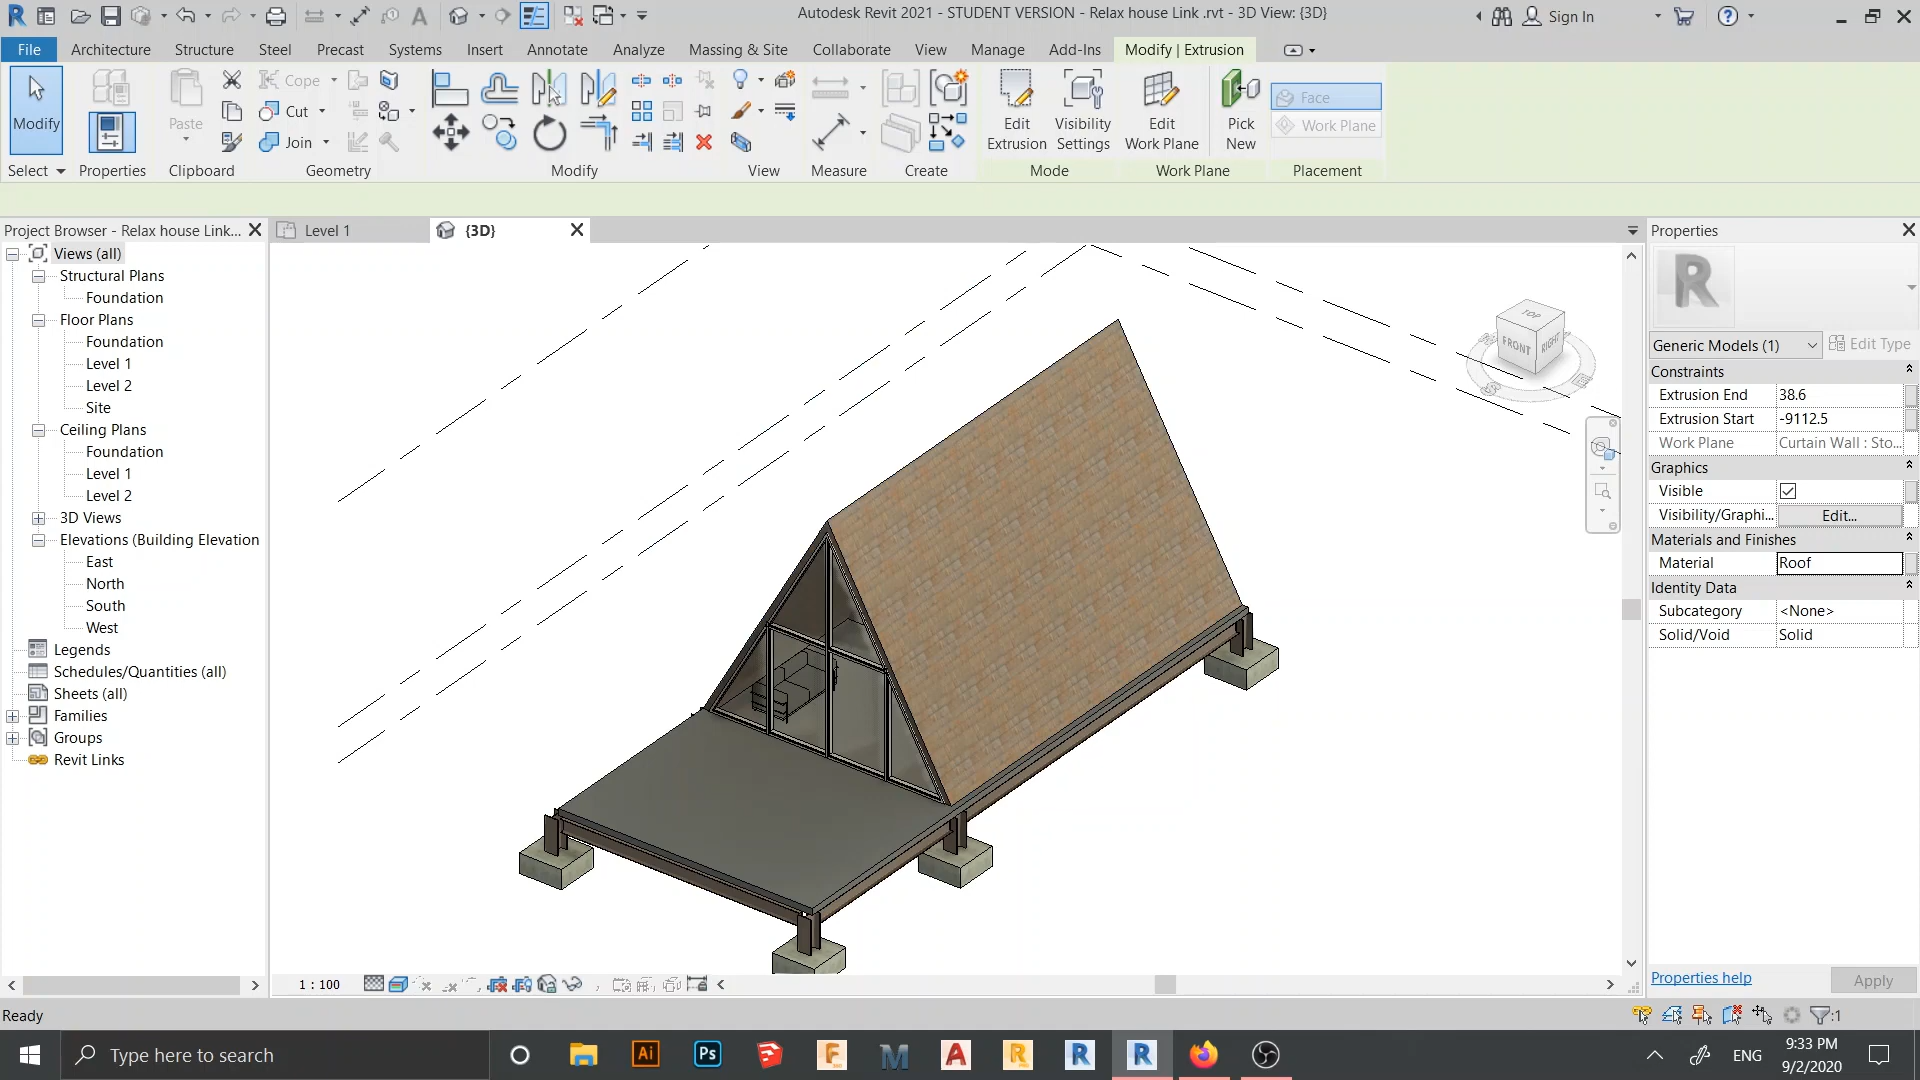 Autodesk Revit 2021 - STUDENT VERSION - Relax house Link .rvt - 3D View: {3D}
Sign In
File Architecture Structure Steel Precast Systems Insert Annotate Analyze Massing & Site Collaborate View Manage Add-Ins Modify | Extrusion
Modify
Paste
Cope
Cut
Join
Edit Extrusion
Visibility Settings
Edit Work Plane
Pick New
Face
Work Plane
Select Properties Clipboard Geometry Modify View Measure Create Mode Work Plane Placement
Project Browser - Relax house Link...
Level 1
{3D}
Properties
Views (all)
Structural Plans
Foundation
Floor Plans
Foundation
Level 1
Level 2
Site
Ceiling Plans
Foundation
Level 1
Level 2
3D Views
Elevations (Building Elevation
East
North
South
West
Legends
Schedules/Quantities (all)
Sheets (all)
Families
Groups
Revit Links
TOP
FRONT
RIGHT
Generic Models (1)
Edit Type
Constraints
Extrusion End 38.6
Extrusion Start -9112.5
Work Plane Curtain Wall : Sto...
Graphics
Visible
Visibility/Graphi... Edit...
Materials and Finishes
Material Roof
Identity Data
Subcategory <None>
Solid/Void Solid
Properties help
Apply
1 : 100
Ready
:1
Type here to search
Ai
Ps
ENG
9:33 PM
9/2/2020